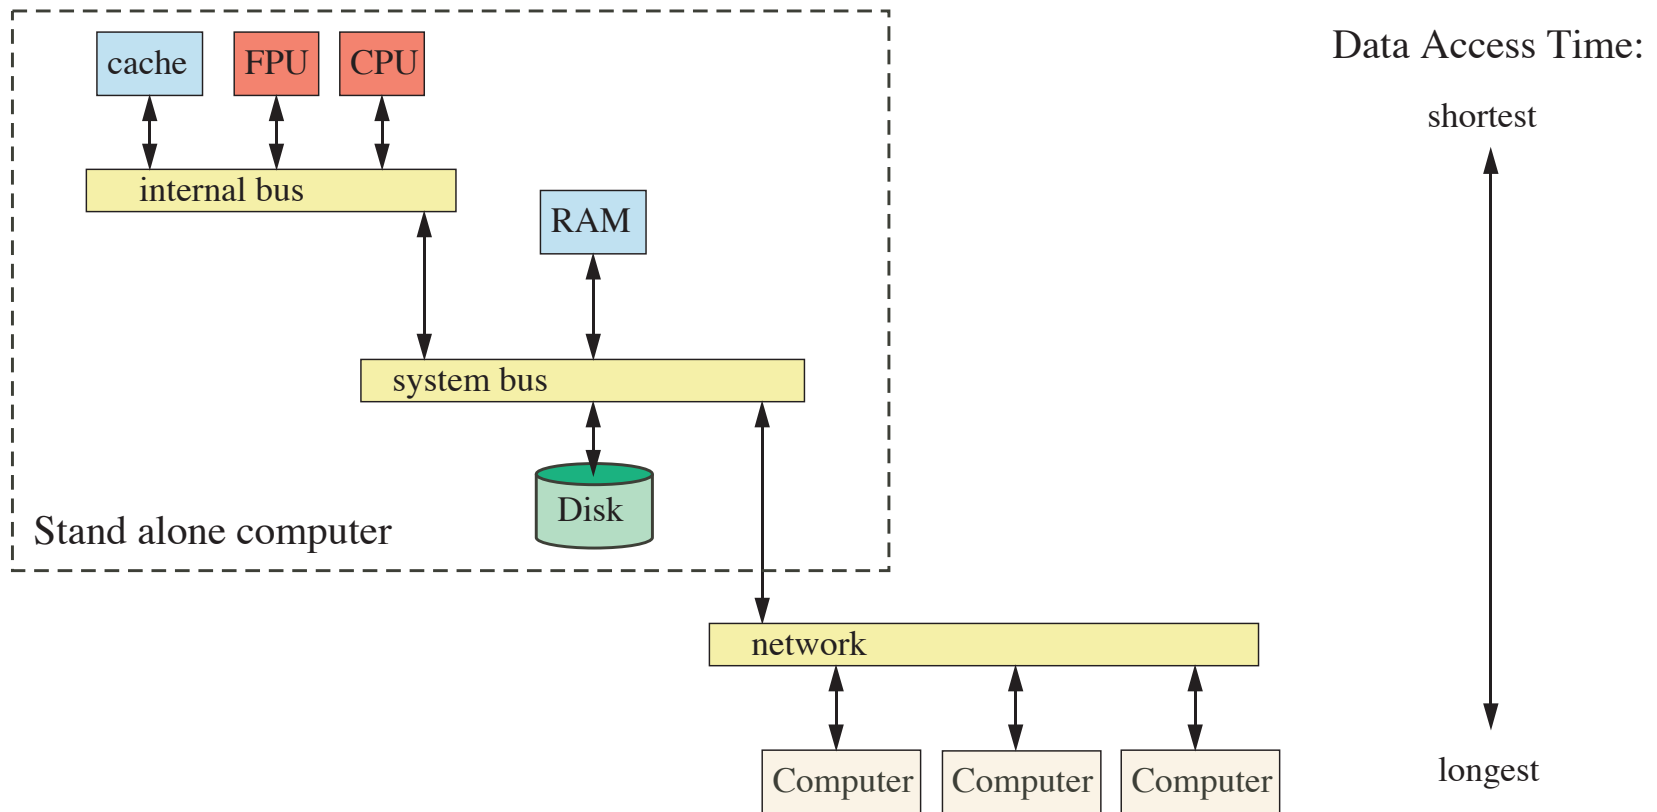 cache
FPU
CPU
internal bus
RAM
system bus
Disk
Stand alone computer
network
Computer
Computer
Computer
Data Access Time:
shortest
longest